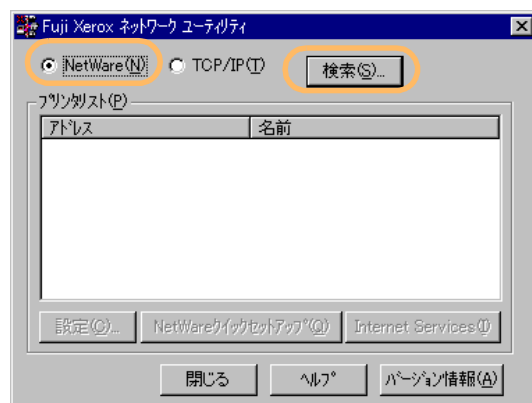 Fuji Xerox ネットワーク ユーティリティ
NetWare(N) TCP/IP(T) 検索(S)...
プリンタリスト(P)
アドレス 名前
設定(C)... NetWareクイックセットアップ(Q) Internet Services(I)
閉じる ヘルプ バージョン情報(A)